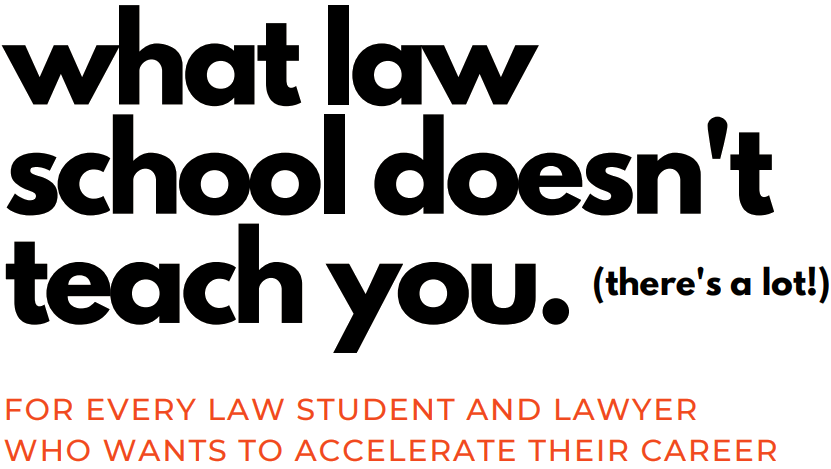 what law
school doesn't
teach you. (there's a lot!)
FOR EVERY LAW STUDENT AND LAWYER
WHO WANTS TO ACCELERATE THEIR CAREER